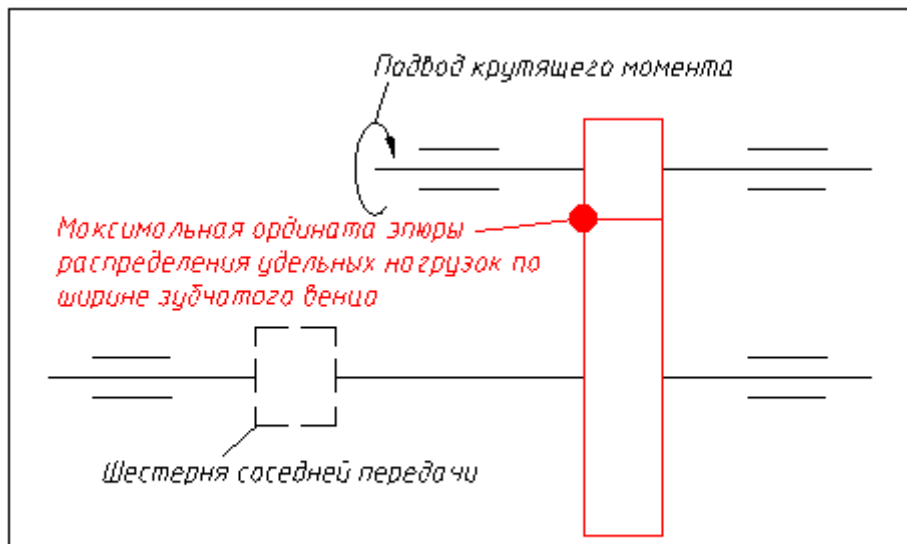 Подвод крутящего момента
Максимальная ордината эпюры
распределения удельных нагрузок по
ширине зубчатого венца
Шестерня соседней передачи